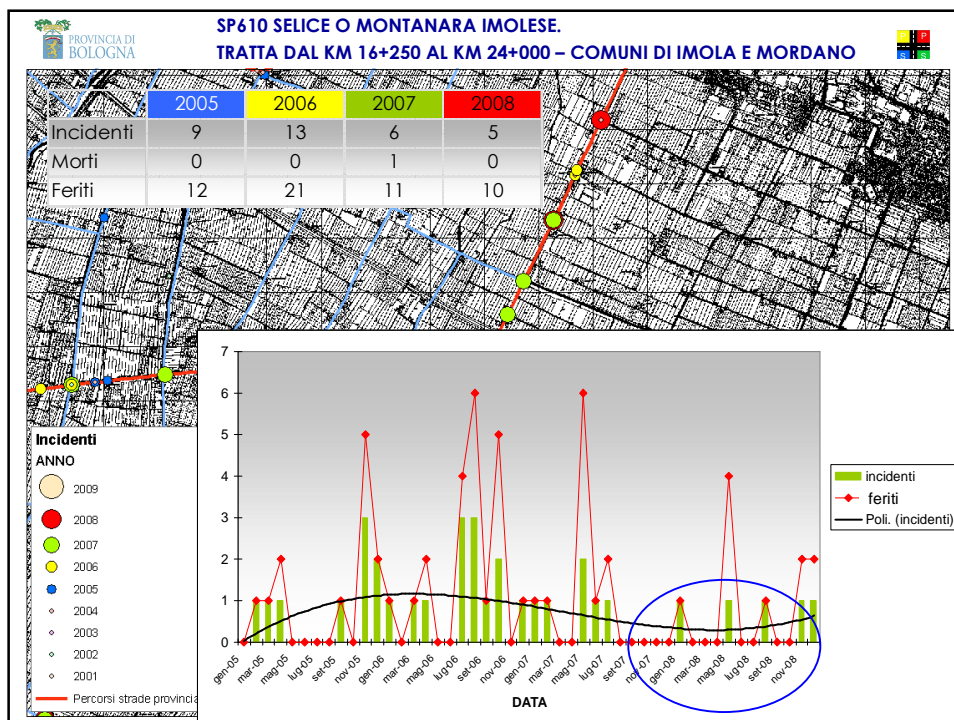 PROVINCIA DI
BOLOGNA
SP610 SELICE O MONTANARA IMOLESE.
TRATTA DAL KM 16+250 AL KM 24+000 – COMUNI DI IMOLA E MORDANO
P P
S S
2005 2006 2007 2008
Incidenti 9 13 6 5
Morti 0 0 1 0
Feriti 12 21 11 10
Incidenti
ANNO
2009
2008
2007
2006
2005
2004
2003
2002
2001
Percorsi strade provincia
7
6
5
4
3
2
1
0
gen-05 mar-05 mag-05 lug-05 set-05 nov-05 gen-06 mar-06 mag-06 lug-06 set-06 nov-06 gen-07 mar-07 mag-07 lug-07 set-07 nov-07 gen-08 mar-08 mag-08 lug-08 set-08 nov-08
DATA
incidenti
feriti
Poli. (incidenti)